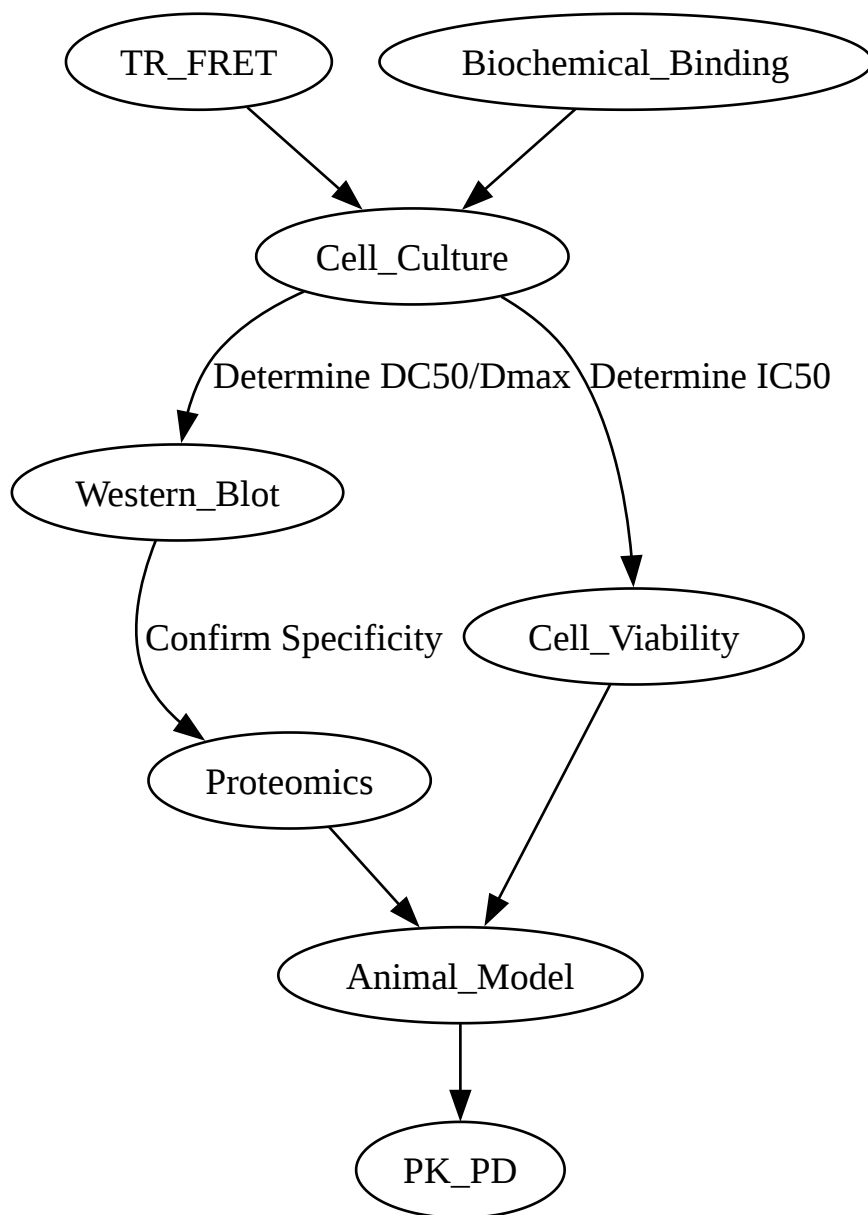 TR_FRET
Biochemical_Binding
Cell_Culture
Determine DC50/Dmax
Determine IC50
Western_Blot
Confirm Specificity
Cell_Viability
Proteomics
Animal_Model
PK_PD